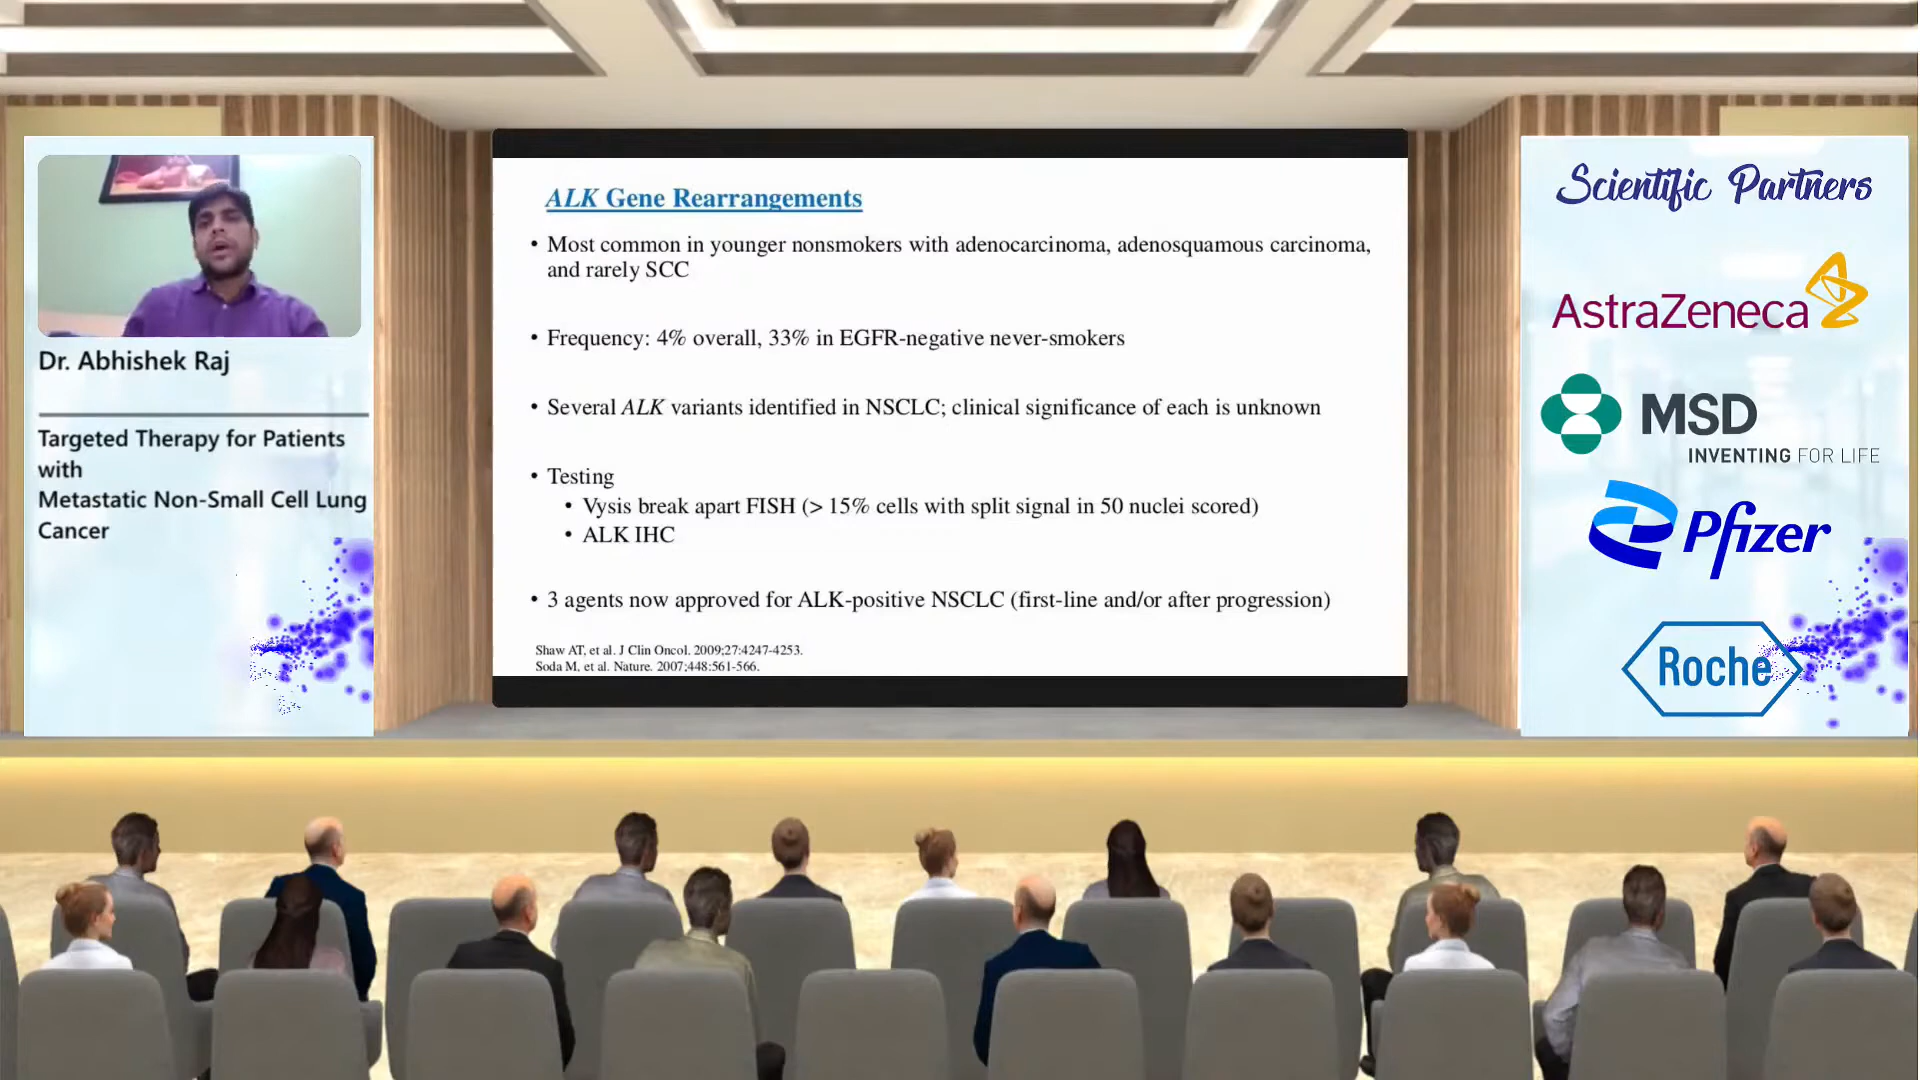 Dr. Abhishek Raj
Targeted Therapy for Patients
with
Metastatic Non-Small Cell Lung
Cancer
ALK Gene Rearrangements
• Most common in younger nonsmokers with adenocarcinoma, adenosquamous carcinoma,
and rarely SCC
• Frequency: 4% overall, 33% in EGFR-negative never-smokers
• Several ALK variants identified in NSCLC; clinical significance of each is unknown
• Testing
• Vysis break apart FISH (> 15% cells with split signal in 50 nuclei scored)
• ALK IHC
• 3 agents now approved for ALK-positive NSCLC (first-line and/or after progression)
Shaw AT, et al. J Clin Oncol. 2009;27:4247-4253.
Soda M, et al. Nature. 2007;448:561-566.
Scientific Partners
AstraZeneca
MSD
INVENTING FOR LIFE
Pfizer
Roche